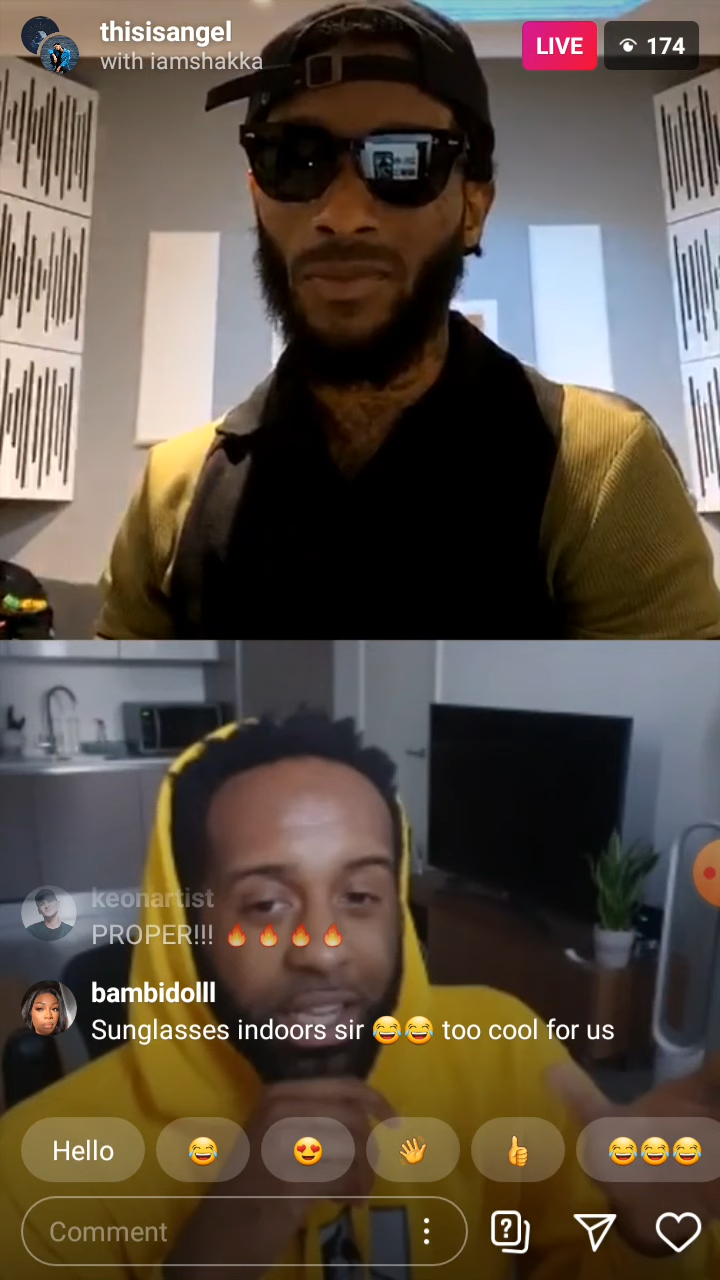 thisisangel
with iamshakka
LIVE
174
keonartist
PROPER!!! 🔥 🔥 🔥 🔥
bambidolll
Sunglasses indoors sir 😂😂 too cool for us
Hello 😂 😍 👋 👍 😂😂😂
Comment